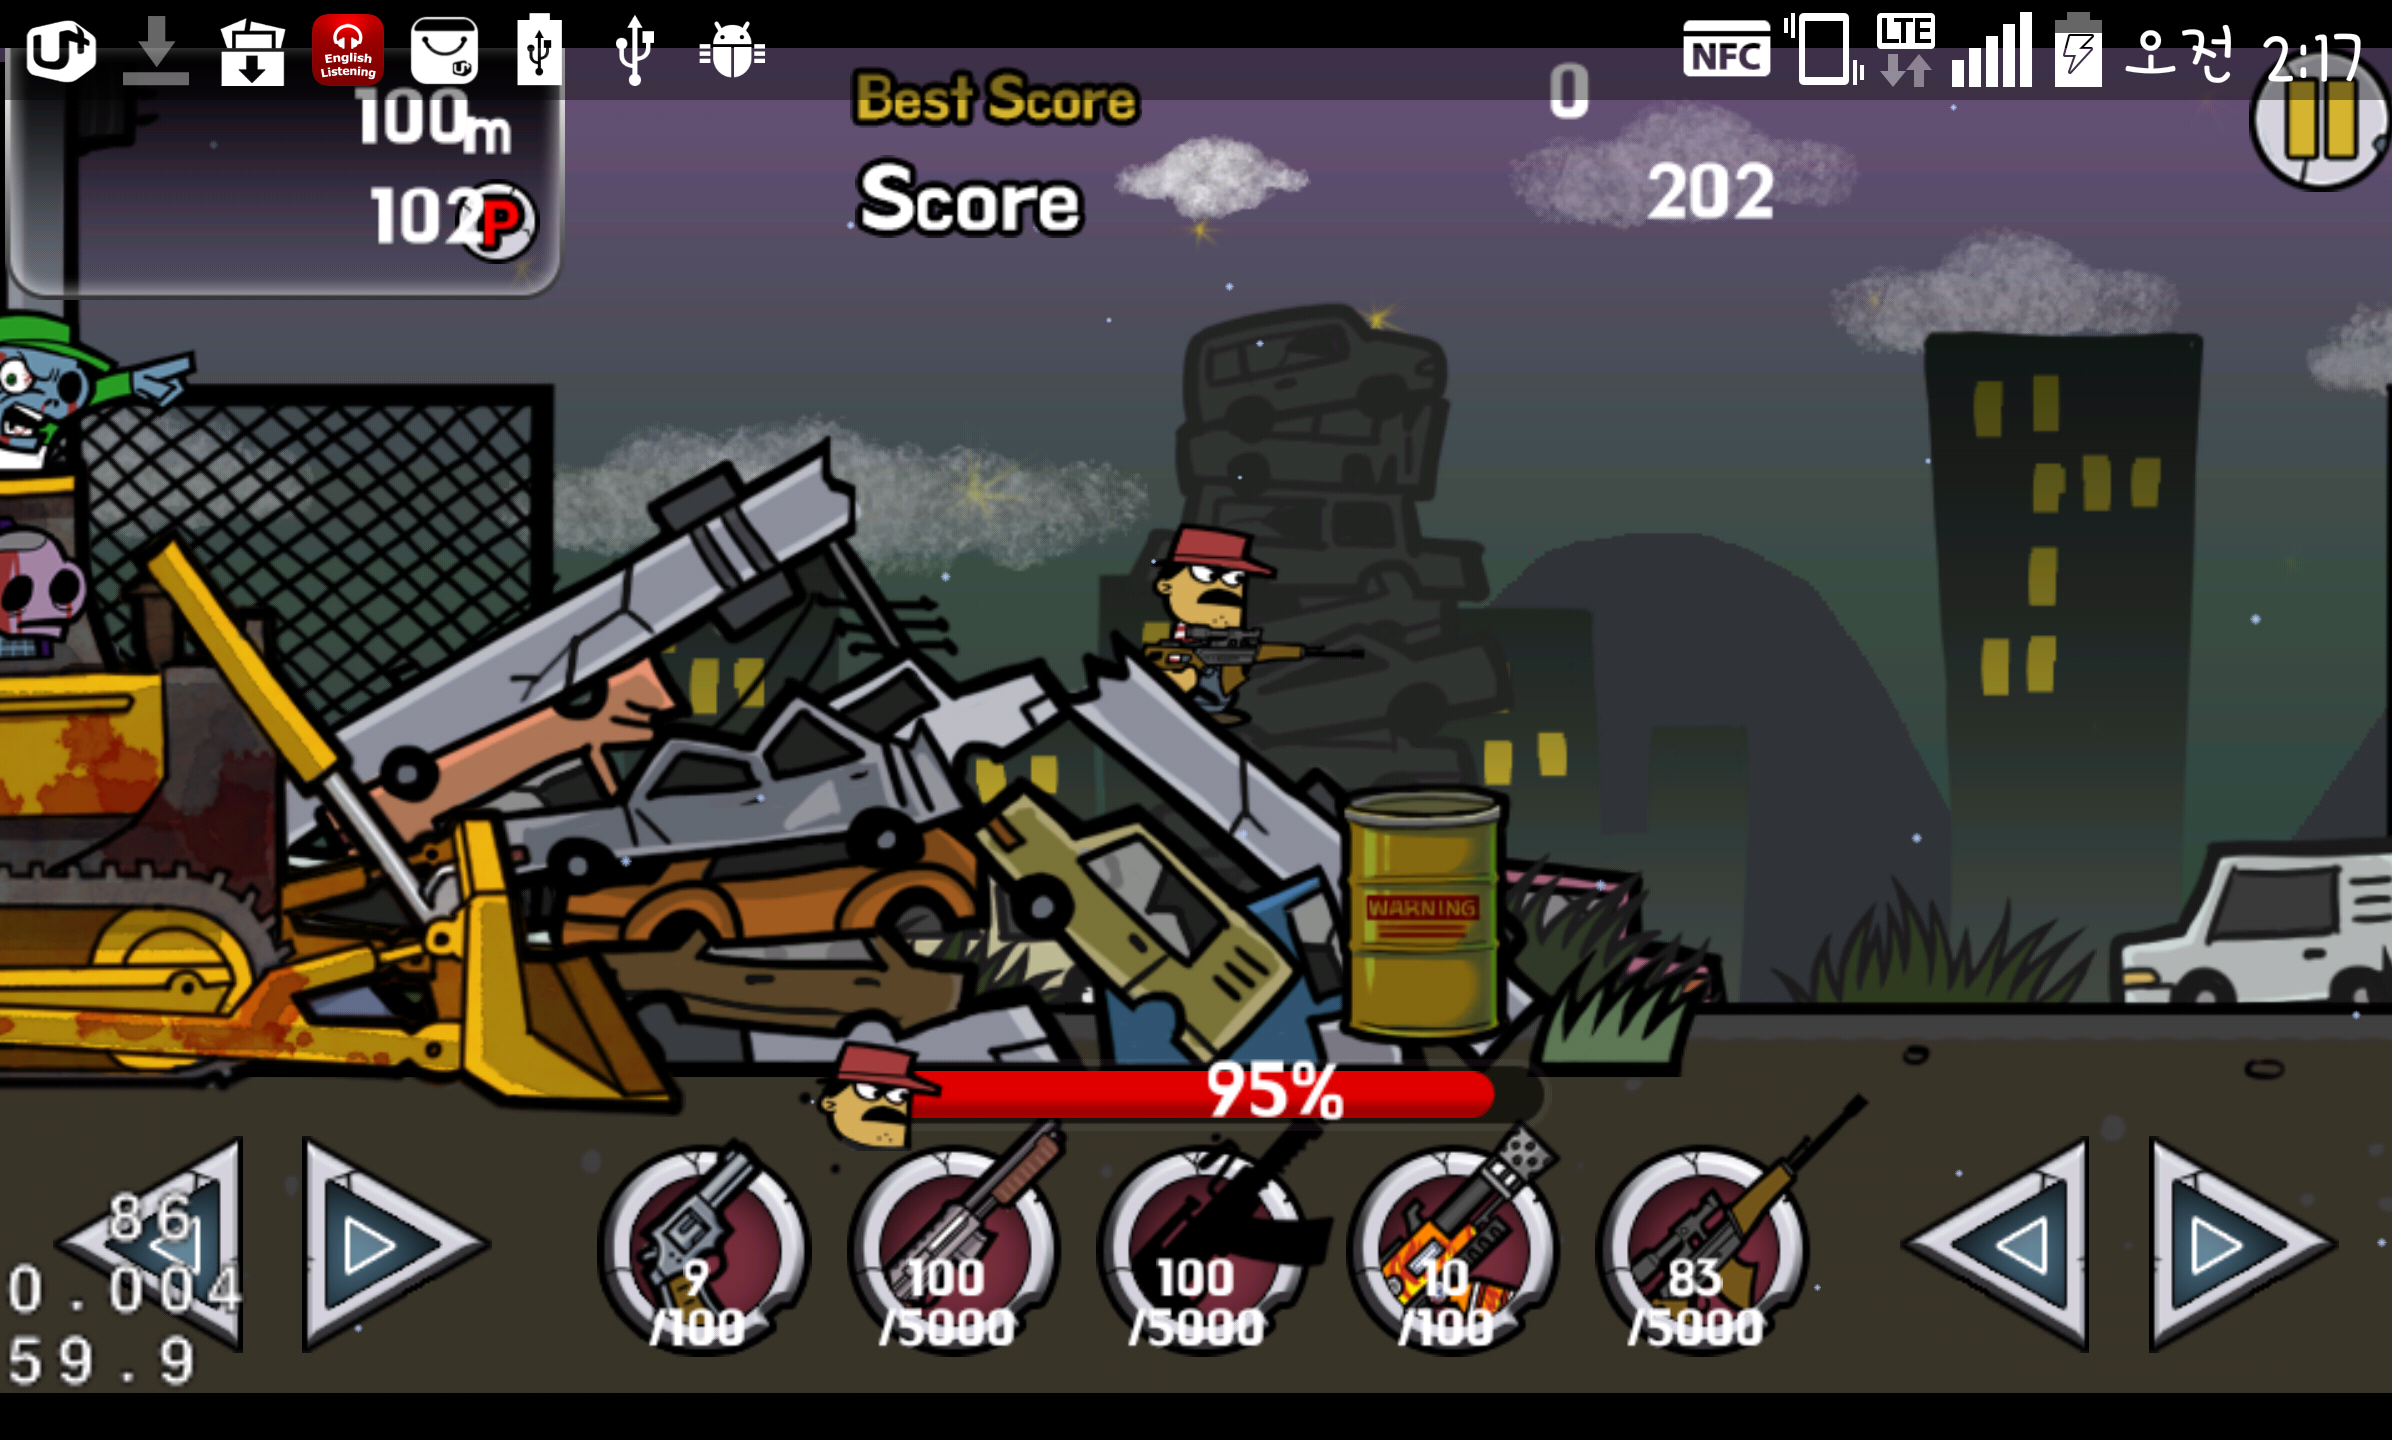 U+
English
Listening
NFC
LTE
오전 2:17
100m
Best Score
0
102 P
Score
202
WARNING
95%
86
0.004
59.9
9
/100
100
/5000
100
/5000
10
/100
83
/5000